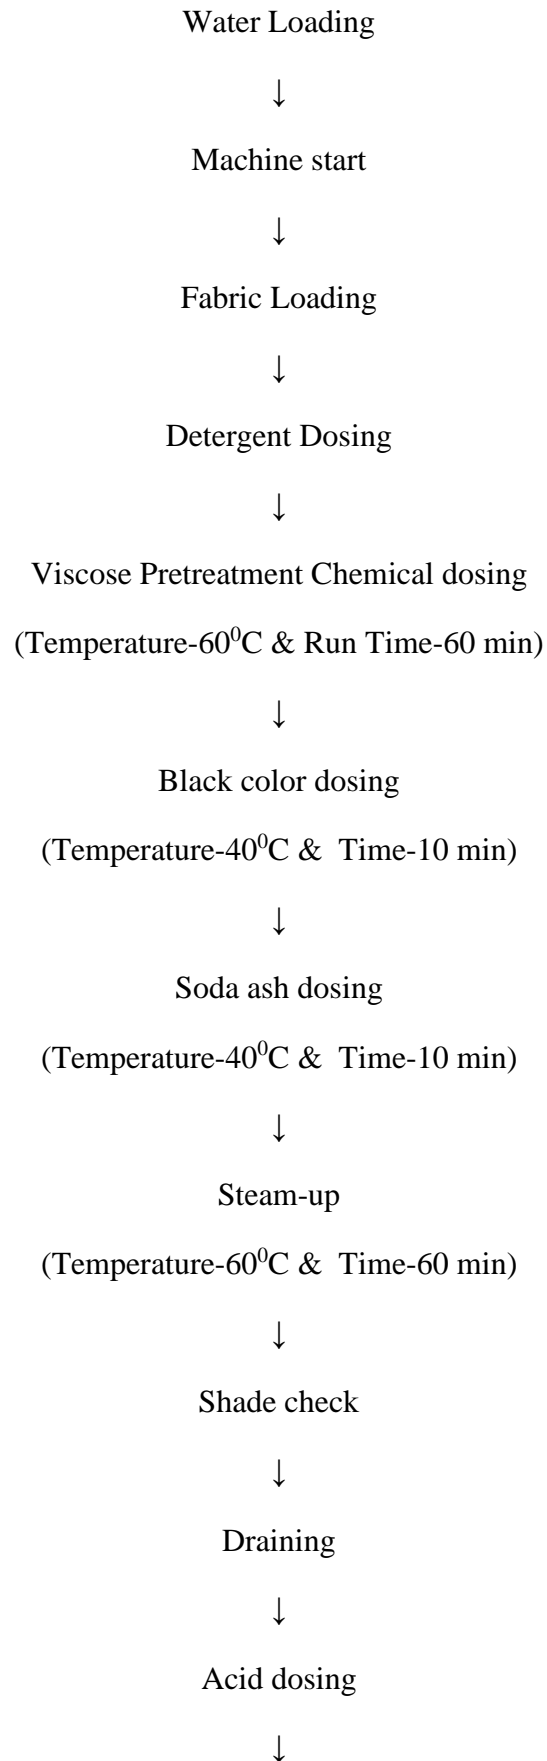 Water Loading
↓
Machine start
↓
Fabric Loading
↓
Detergent Dosing
↓
Viscose Pretreatment Chemical dosing
(Temperature-60⁰C & Run Time-60 min)
↓
Black color dosing
(Temperature-40⁰C &  Time-10 min)
↓
Soda ash dosing
(Temperature-40⁰C &  Time-10 min)
↓
Steam-up
(Temperature-60⁰C &  Time-60 min)
↓
Shade check
↓
Draining
↓
Acid dosing
↓